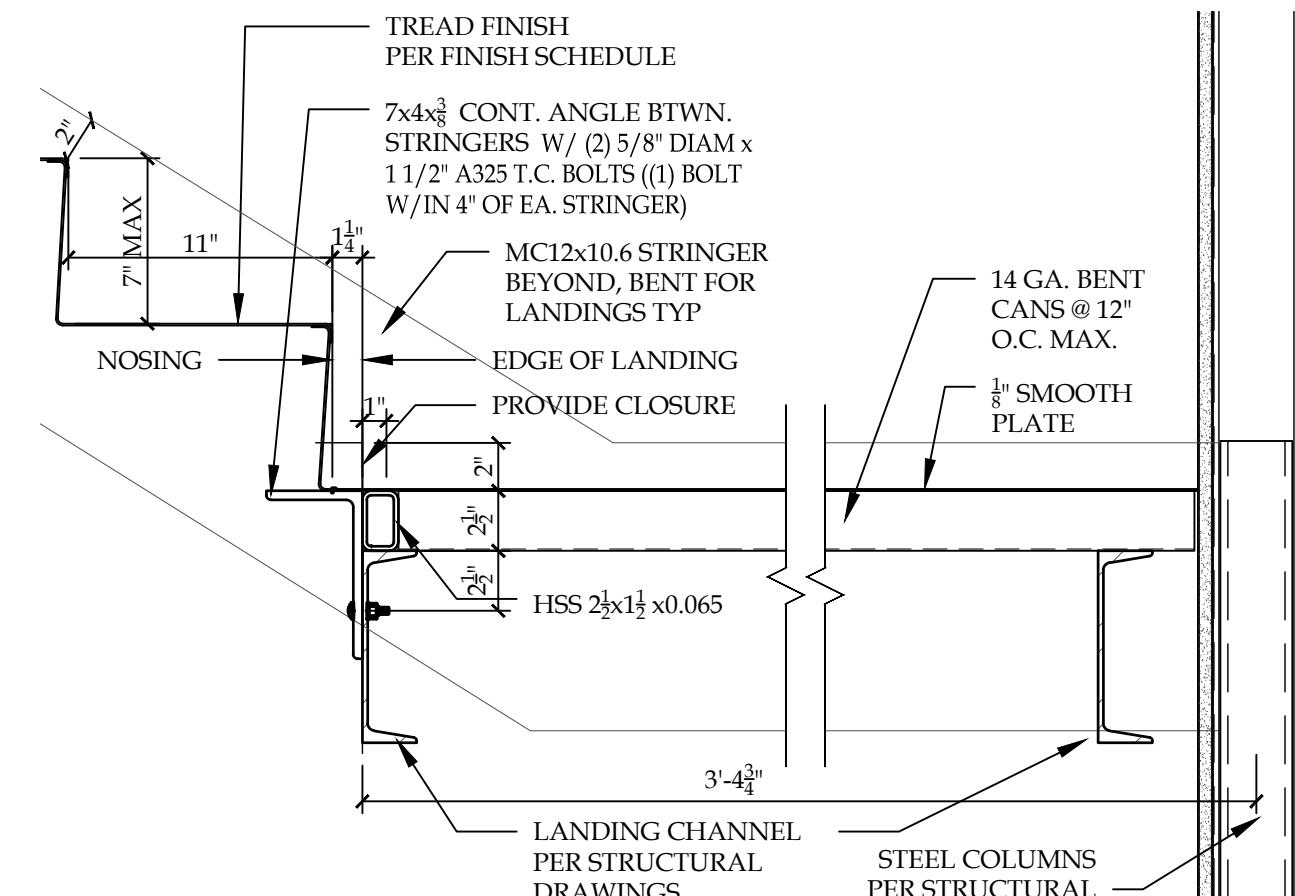 TREAD FINISH
PER FINISH SCHEDULE
7x4x3/8 CONT. ANGLE BTWN.
STRINGERS W/ (2) 5/8" DIAM x
1 1/2" A325 T.C. BOLTS ((1) BOLT
W/IN 4" OF EA. STRINGER)
2"
7" MAX
11"
1 1/4"
MC12x10.6 STRINGER
BEYOND, BENT FOR
LANDINGS TYP
14 GA. BENT
CANS @ 12"
O.C. MAX.
NOSING
EDGE OF LANDING
1"
PROVIDE CLOSURE
1/8" SMOOTH
PLATE
2"
2 1/2"
2 1/2"
HSS 2 1/2x1 1/2 x0.065
3'-4 3/4"
LANDING CHANNEL
PER STRUCTURAL
DRAWINGS
STEEL COLUMNS
PER STRUCTURAL